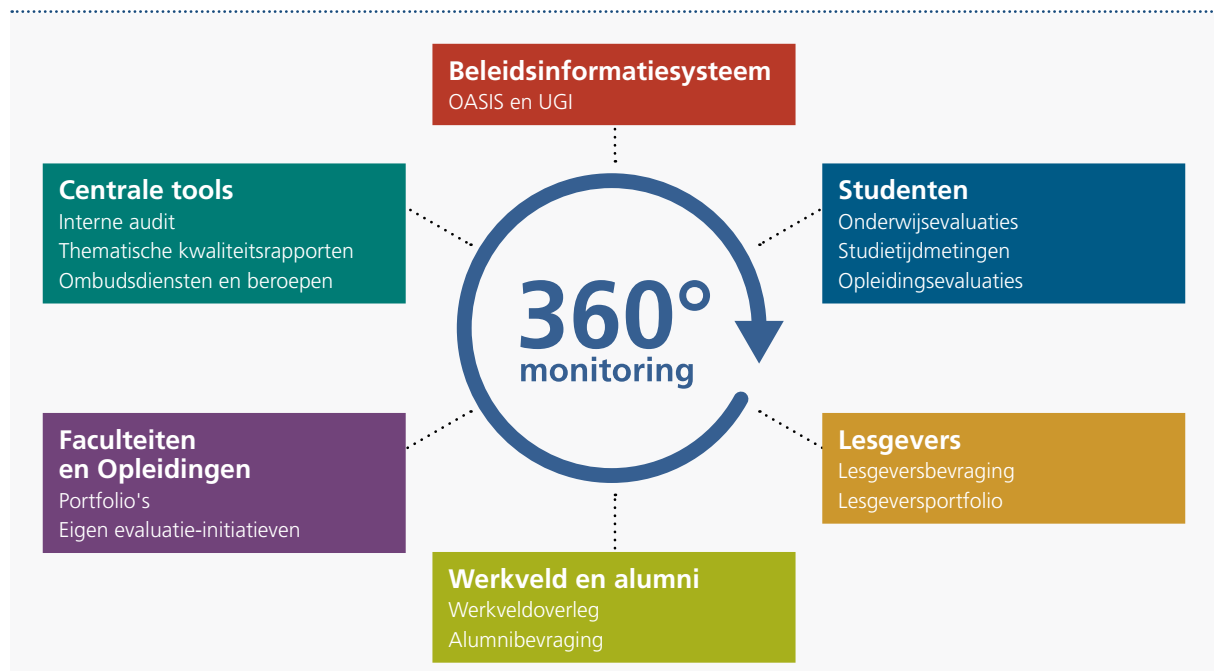 Beleidsinformatiesysteem
OASIS en UGI
Centrale tools
Interne audit
Thematische kwaliteitsrapporten
Ombudsdiensten en beroepen
Studenten
Onderwijsevaluaties
Studietijdmetingen
Opleidingsevaluaties
360°
monitoring
Faculteiten
en Opleidingen
Portfolio's
Eigen evaluatie-initiatieven
Lesgevers
Lesgeversbevraging
Lesgeversportfolio
Werkveld en alumni
Werkveldoverleg
Alumnibevraging